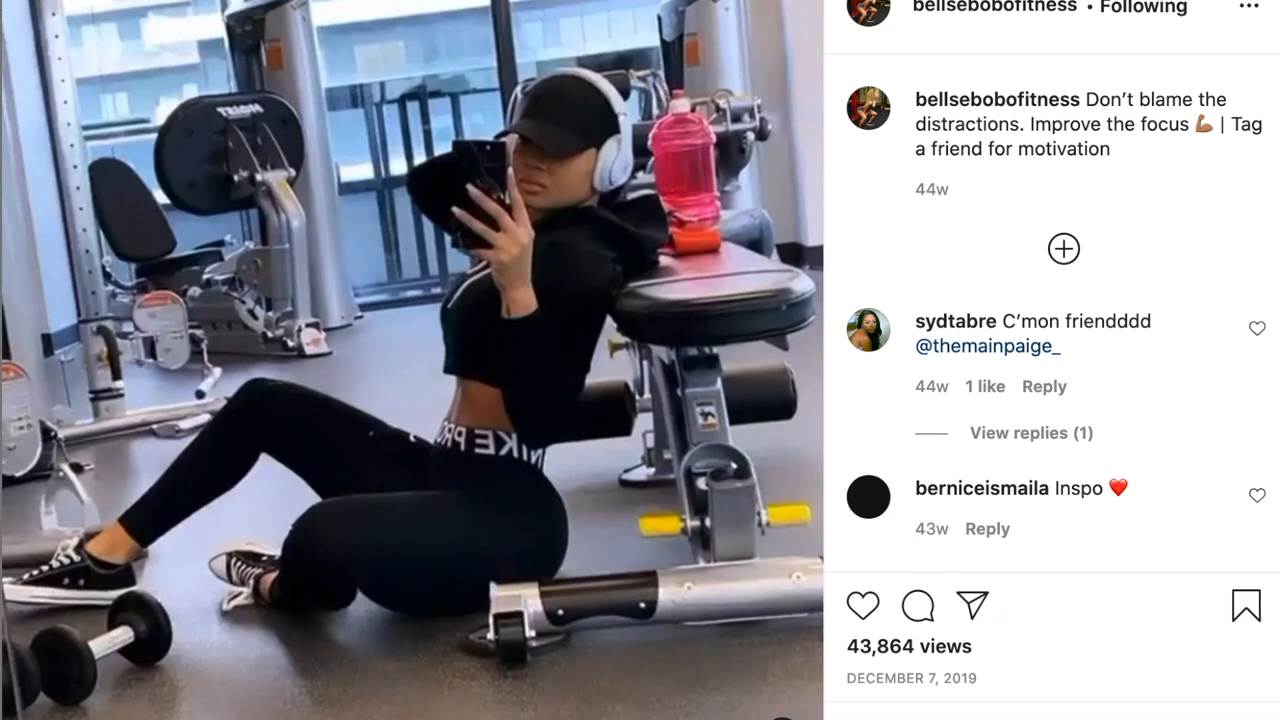 bellsebobofitness • Following
bellsebobofitness Don’t blame the
distractions. Improve the focus 💪🏽 | Tag
a friend for motivation
44w
sydtabre C’mon friendddd
@themainpaige_
44w 1 like Reply
View replies (1)
berniceismaila Inspo ❤️
43w Reply
43,864 views
DECEMBER 7, 2019
NIKE PRO